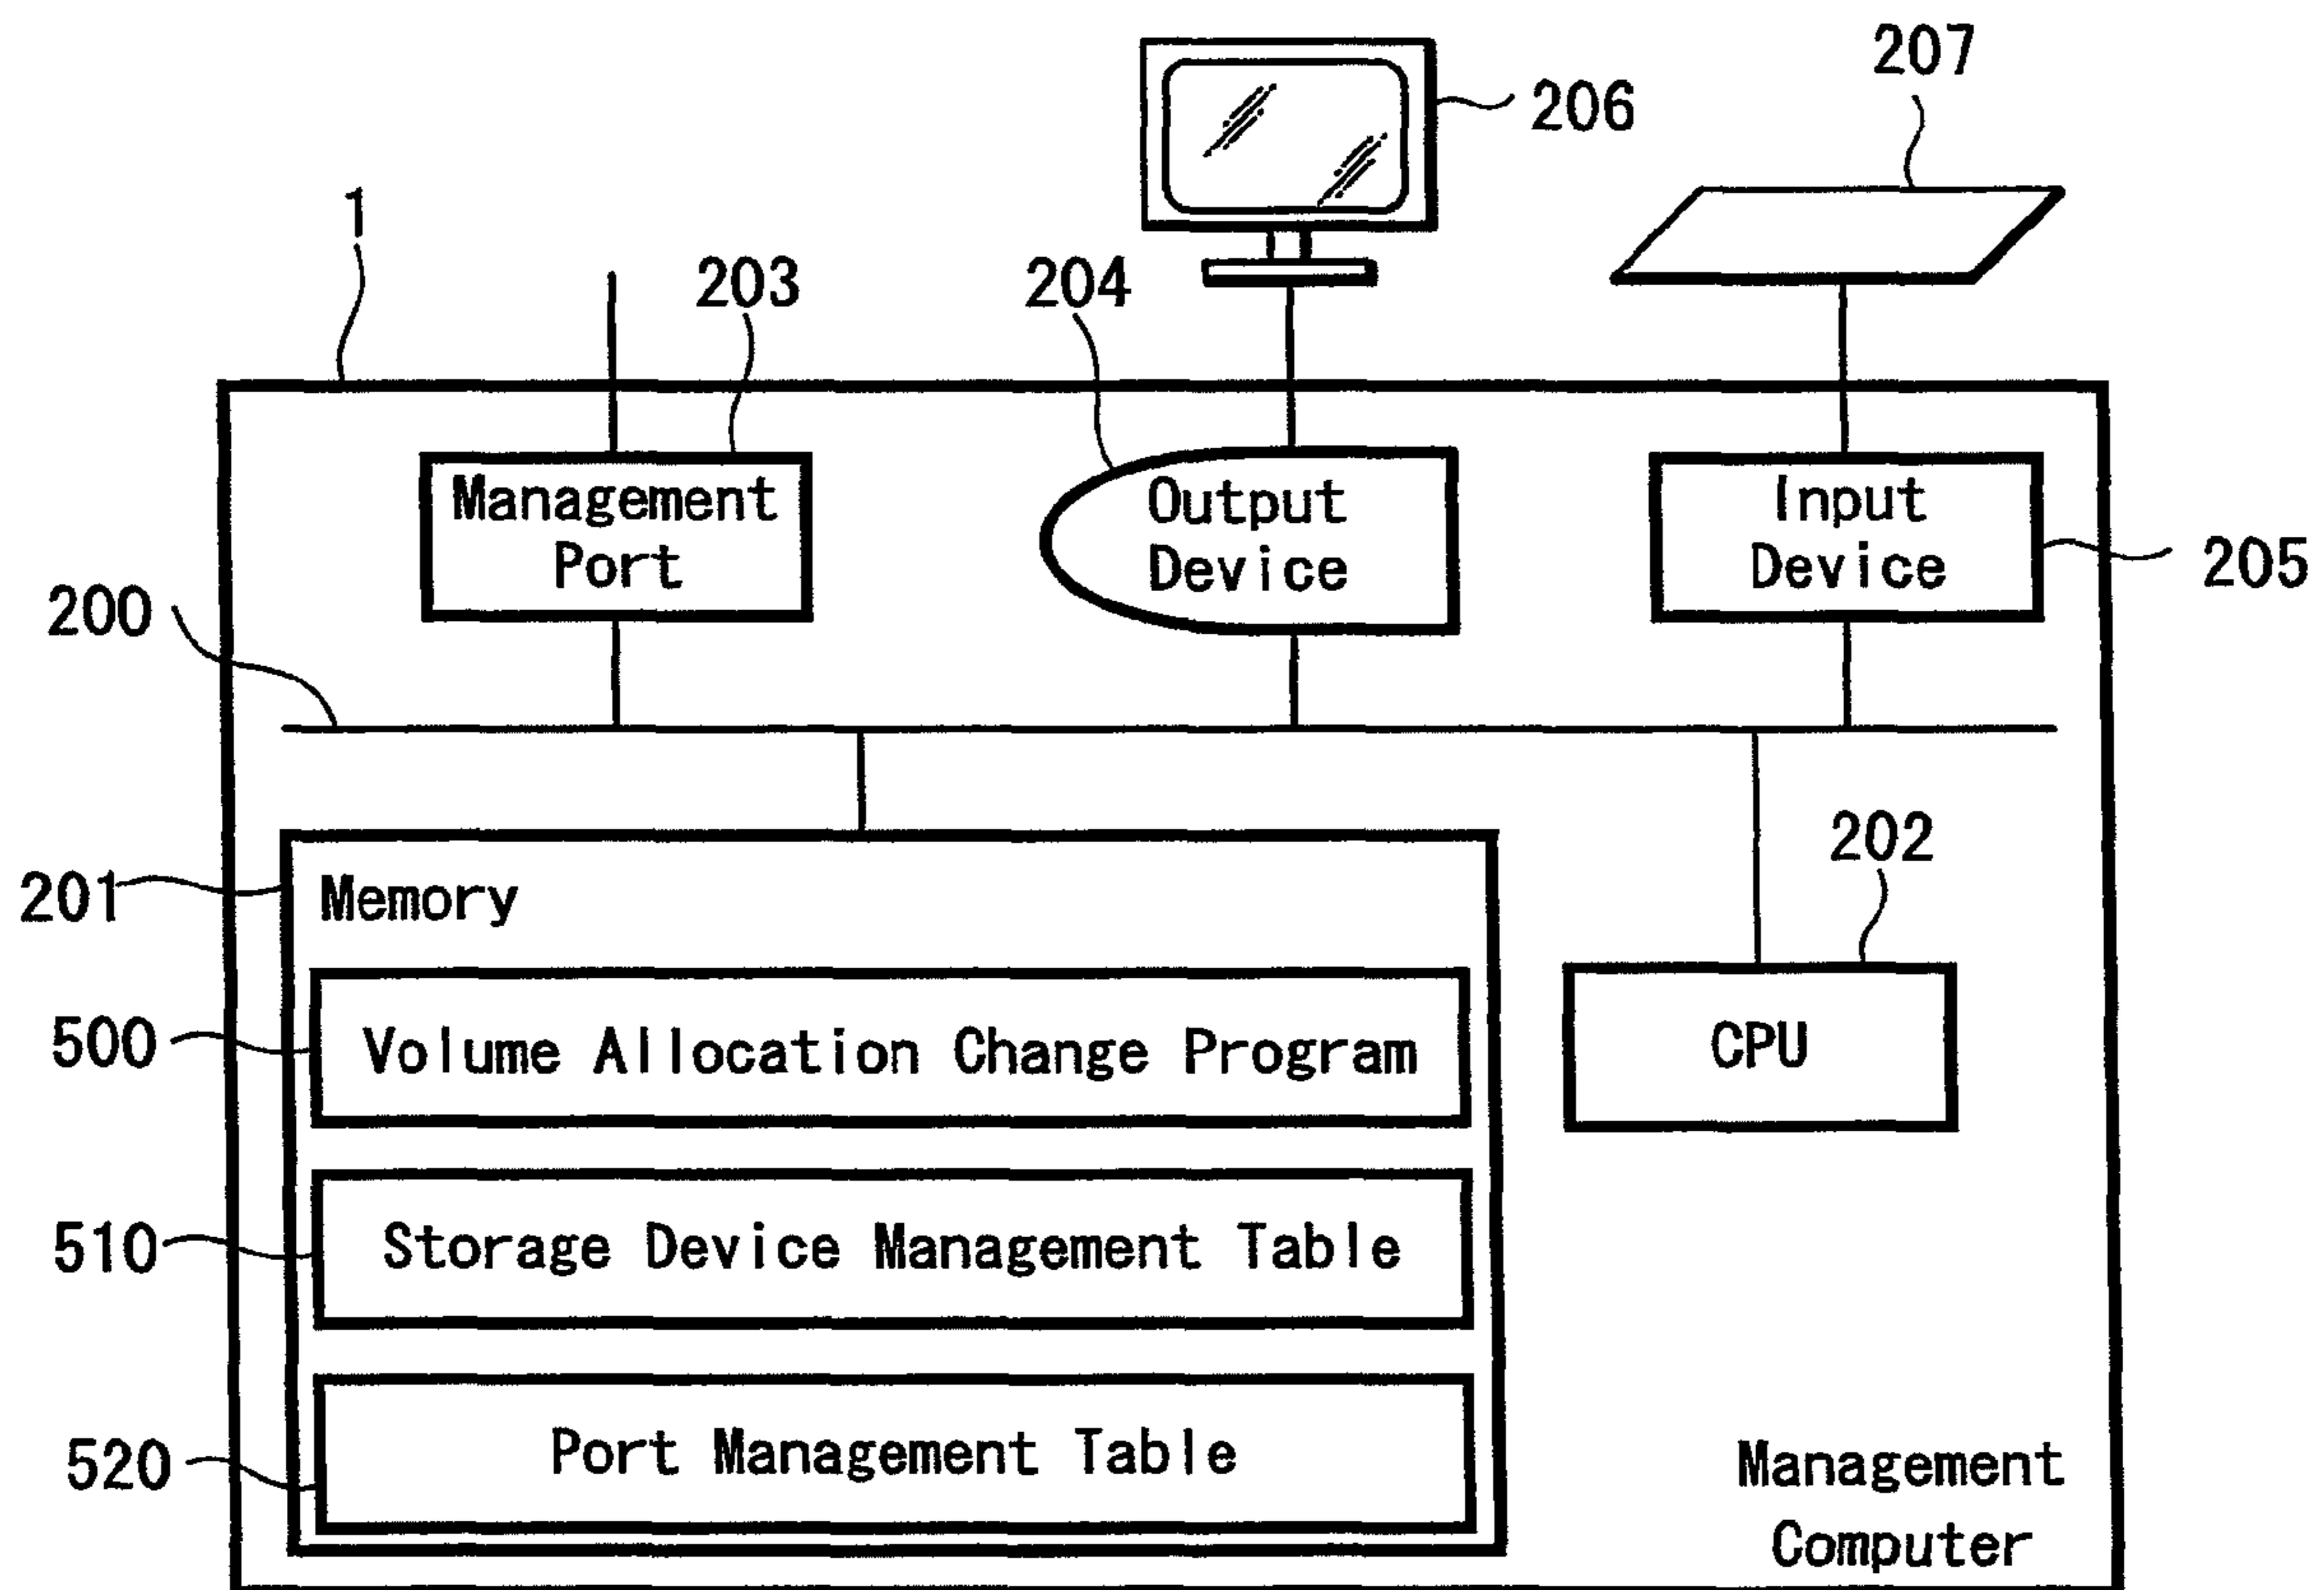 207
206
1
203
204
Management
Port
Output
Device
Input
Device
205
200
202
201
Memory
CPU
500
Volume Allocation Change Program
510
Storage Device Management Table
520
Port Management Table
Management
Computer